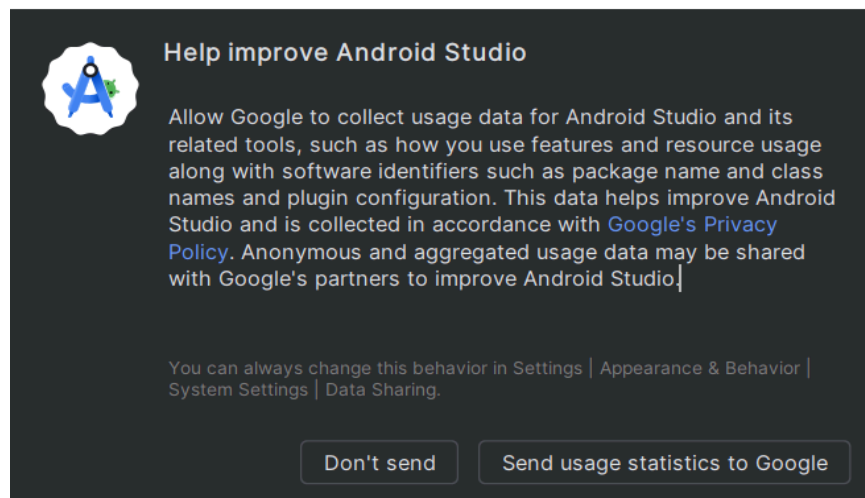 Help improve Android Studio
Allow Google to collect usage data for Android Studio and its
related tools, such as how you use features and resource usage
along with software identifiers such as package name and class
names and plugin configuration. This data helps improve Android
Studio and is collected in accordance with Google's Privacy
Policy. Anonymous and aggregated usage data may be shared
with Google's partners to improve Android Studio.
You can always change this behavior in Settings | Appearance & Behavior |
System Settings | Data Sharing.
Don't send
Send usage statistics to Google